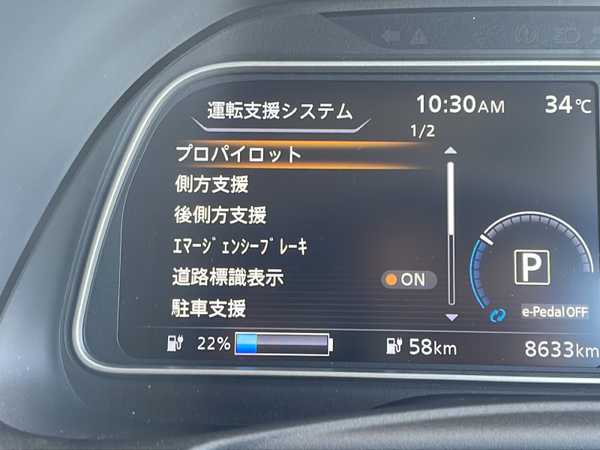 運転支援システム 10:30AM 34℃
1/2
プロパイロット
側方支援
後側方支援
ｴﾏｰｼﾞｪﾝｼｰﾌﾞﾚｰｷ
道路標識表示 ON
駐車支援
P
e-Pedal OFF
22% 58km 8633km